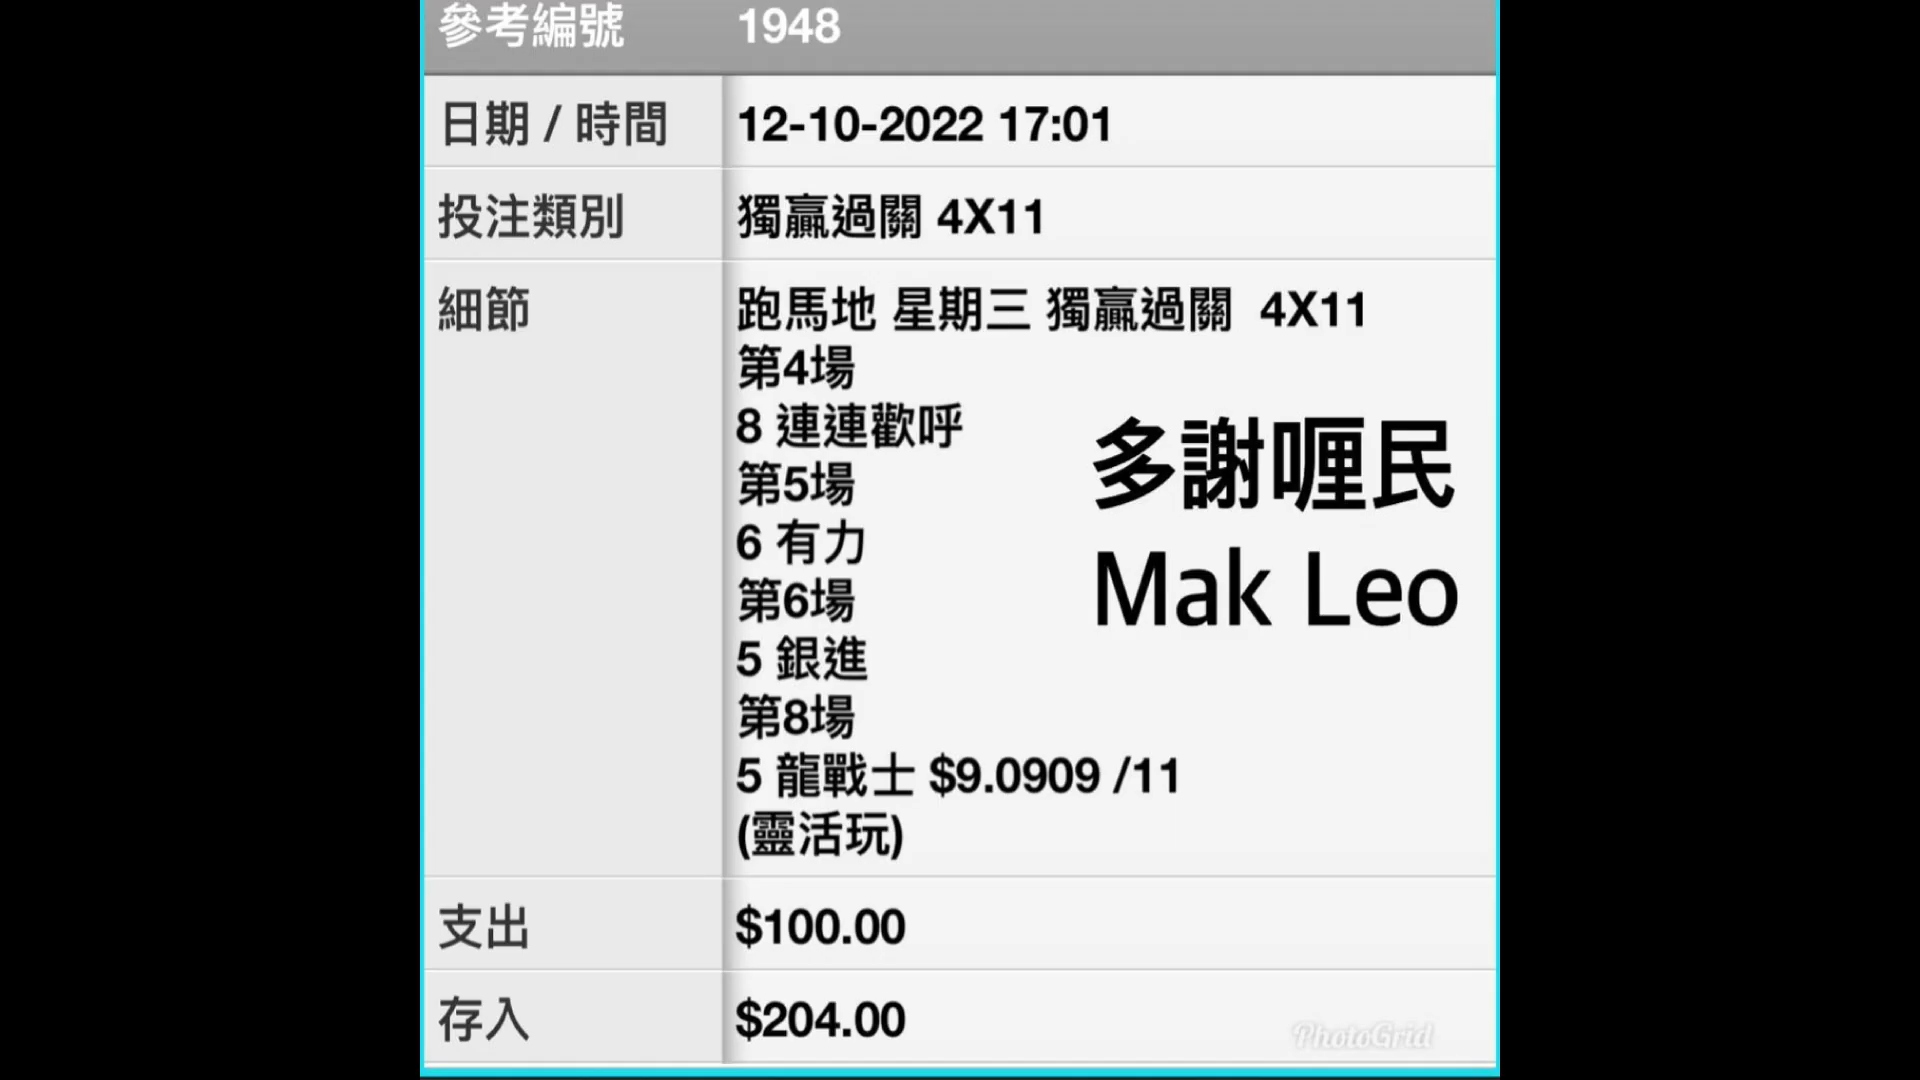 參考編號 1948
日期 / 時間 12-10-2022 17:01
投注類別 獨贏過關 4X11
細節 跑馬地 星期三 獨贏過關 4X11
第4場
8 連連歡呼
第5場
6 有力
第6場
5 銀進
第8場
5 龍戰士 $9.0909 /11
(靈活玩)
多謝喱民
Mak Leo
支出 $100.00
存入 $204.00
PhotoGrid